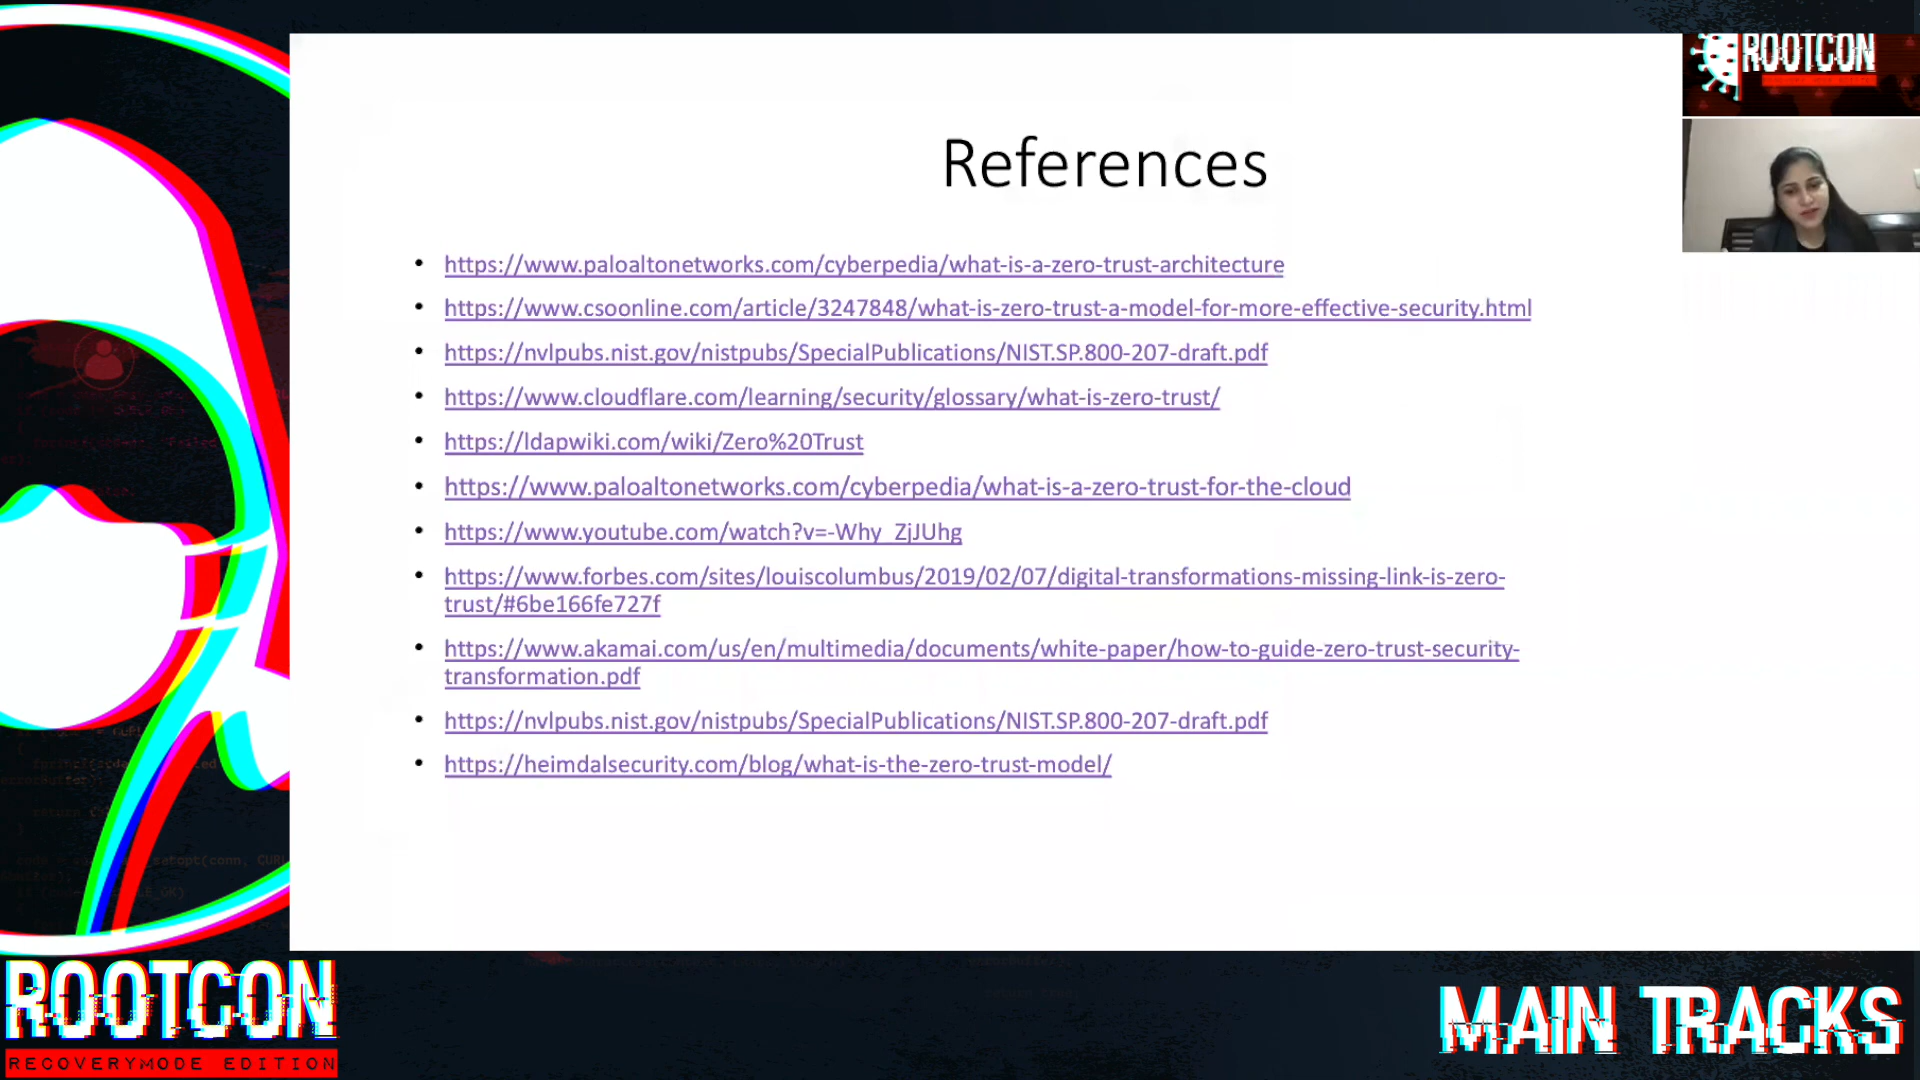 ROOTCON
References
https://www.paloaltonetworks.com/cyberpedia/what-is-a-zero-trust-architecture
https://www.csoonline.com/article/3247848/what-is-zero-trust-a-model-for-more-effective-security.html
https://nvlpubs.nist.gov/nistpubs/SpecialPublications/NIST.SP.800-207-draft.pdf
https://www.cloudflare.com/learning/security/glossary/what-is-zero-trust/
https://ldapwiki.com/wiki/Zero%20Trust
https://www.paloaltonetworks.com/cyberpedia/what-is-a-zero-trust-for-the-cloud
https://www.youtube.com/watch?v=-Why_ZjJUhg
https://www.forbes.com/sites/louiscolumbus/2019/02/07/digital-transformations-missing-link-is-zero-
trust/#6be166fe727f
https://www.akamai.com/us/en/multimedia/documents/white-paper/how-to-guide-zero-trust-security-
transformation.pdf
https://nvlpubs.nist.gov/nistpubs/SpecialPublications/NIST.SP.800-207-draft.pdf
https://heimdalsecurity.com/blog/what-is-the-zero-trust-model/
ROOTCON
RECOVERYMODE EDITION
MAIN TRACKS